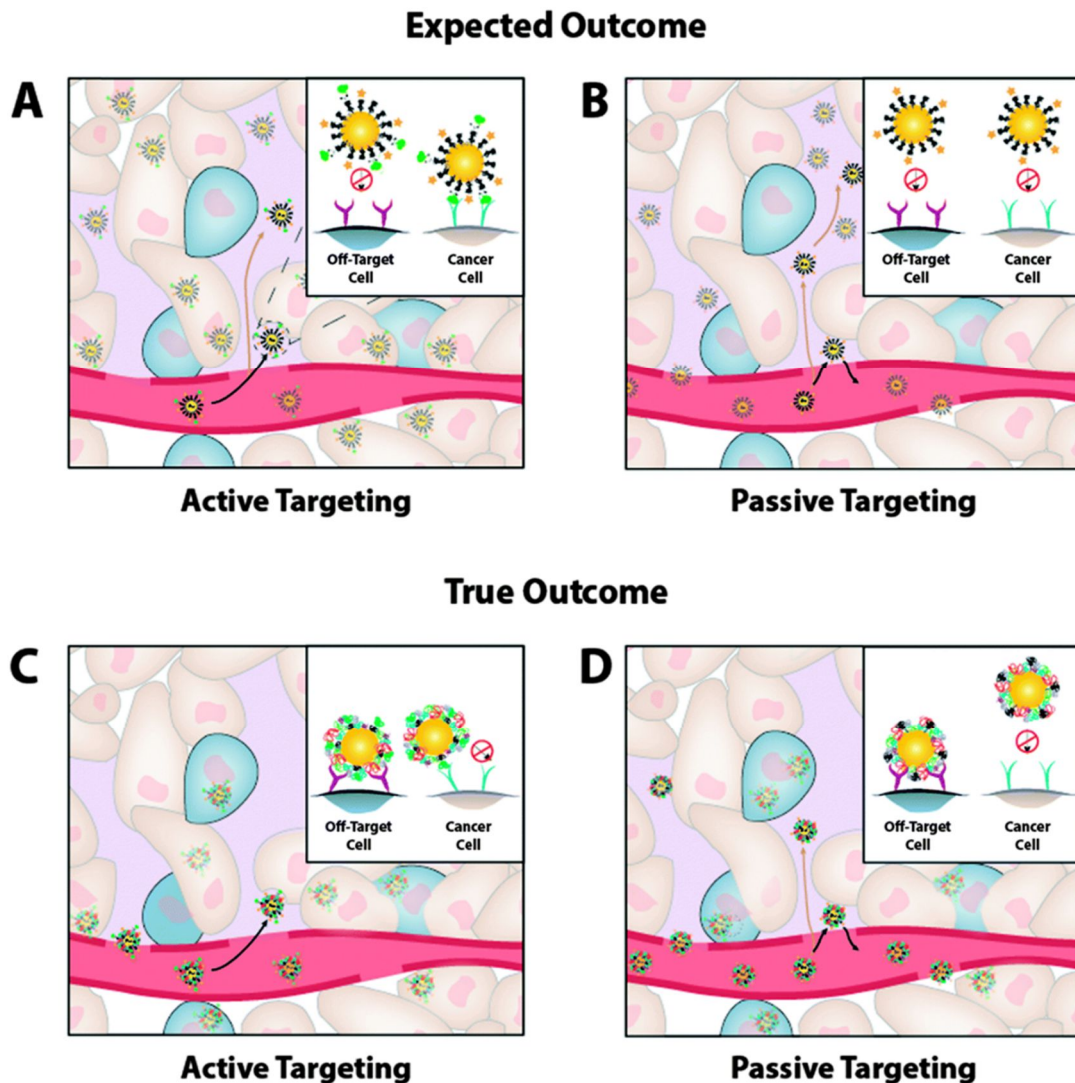 Expected Outcome
A
Off-Target
Cell
Cancer
Cell
Active Targeting
B
Off-Target
Cell
Cancer
Cell
Passive Targeting
True Outcome
C
Off-Target
Cell
Cancer
Cell
Active Targeting
D
Off-Target
Cell
Cancer
Cell
Passive Targeting